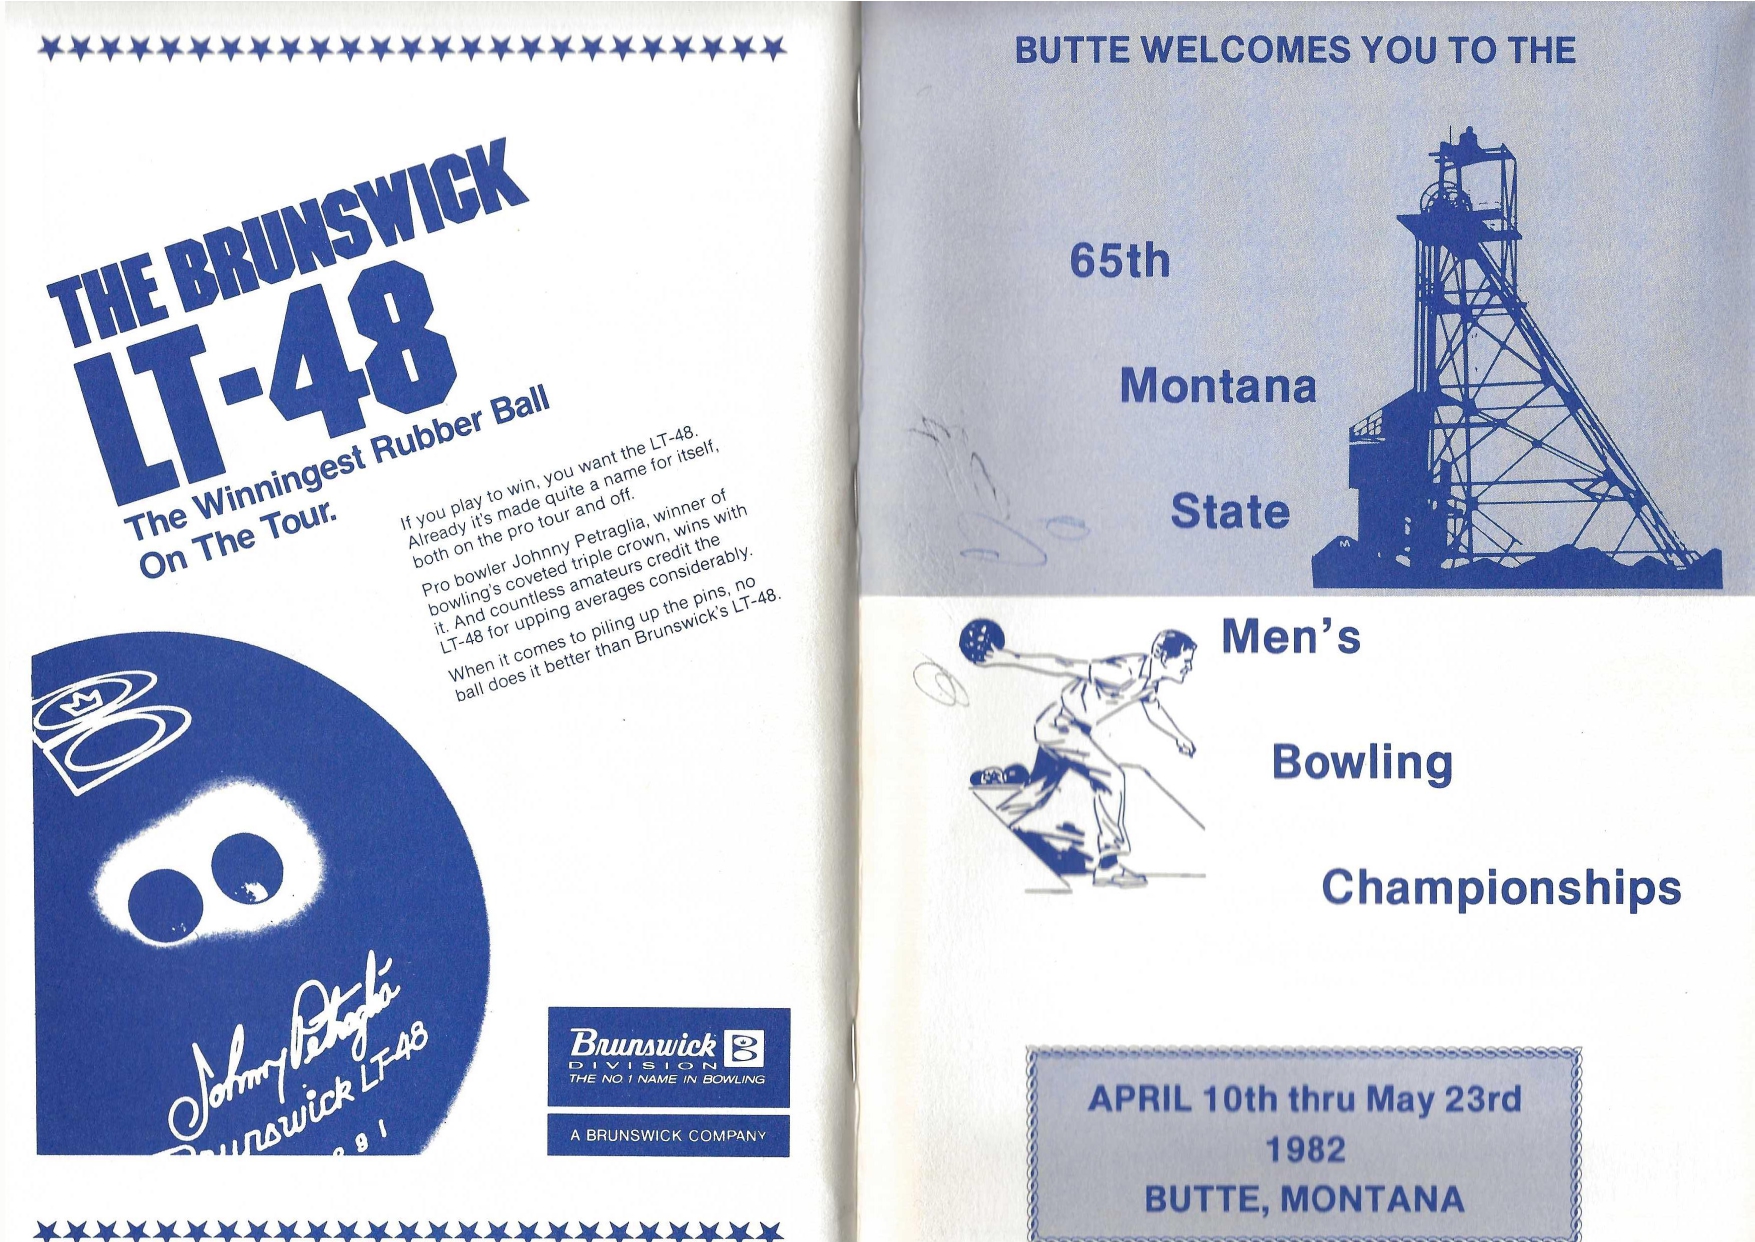 THE BRUNSWICK
LT-48
The Winningest Rubber Ball
On The Tour.
If you play to win, you want the LT-48.
Already it's made quite a name for itself,
both on the pro tour and off.
Pro bowler Johnny Petraglia, winner of
bowling's coveted triple crown, wins with
it. And countless amateurs credit the
LT-48 for upping averages considerably.
When it comes to piling up the pins, no
ball does it better than Brunswick's LT-48.
Johnny Petraglia
Brunswick LT-48
Brunswick
DIVISION
THE NO 1 NAME IN BOWLING
A BRUNSWICK COMPANY
BUTTE WELCOMES YOU TO THE
65th
Montana
State
M
Men's
Bowling
Championships
APRIL 10th thru May 23rd
1982
BUTTE, MONTANA